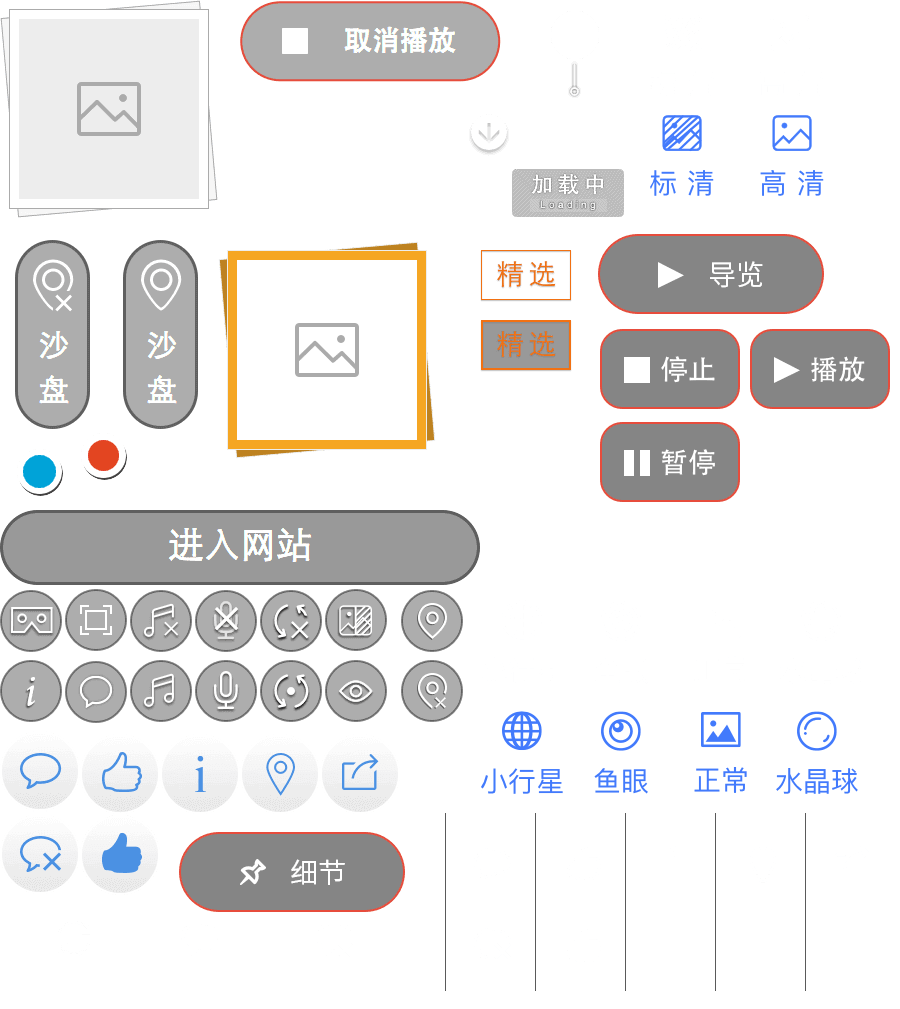 取消播放
标清
高清
加载中
Loading
精选
导览
沙盘
沙盘
精选
停止
播放
暂停
进入网站
i
i
小行星
鱼眼
正常
水晶球
细节